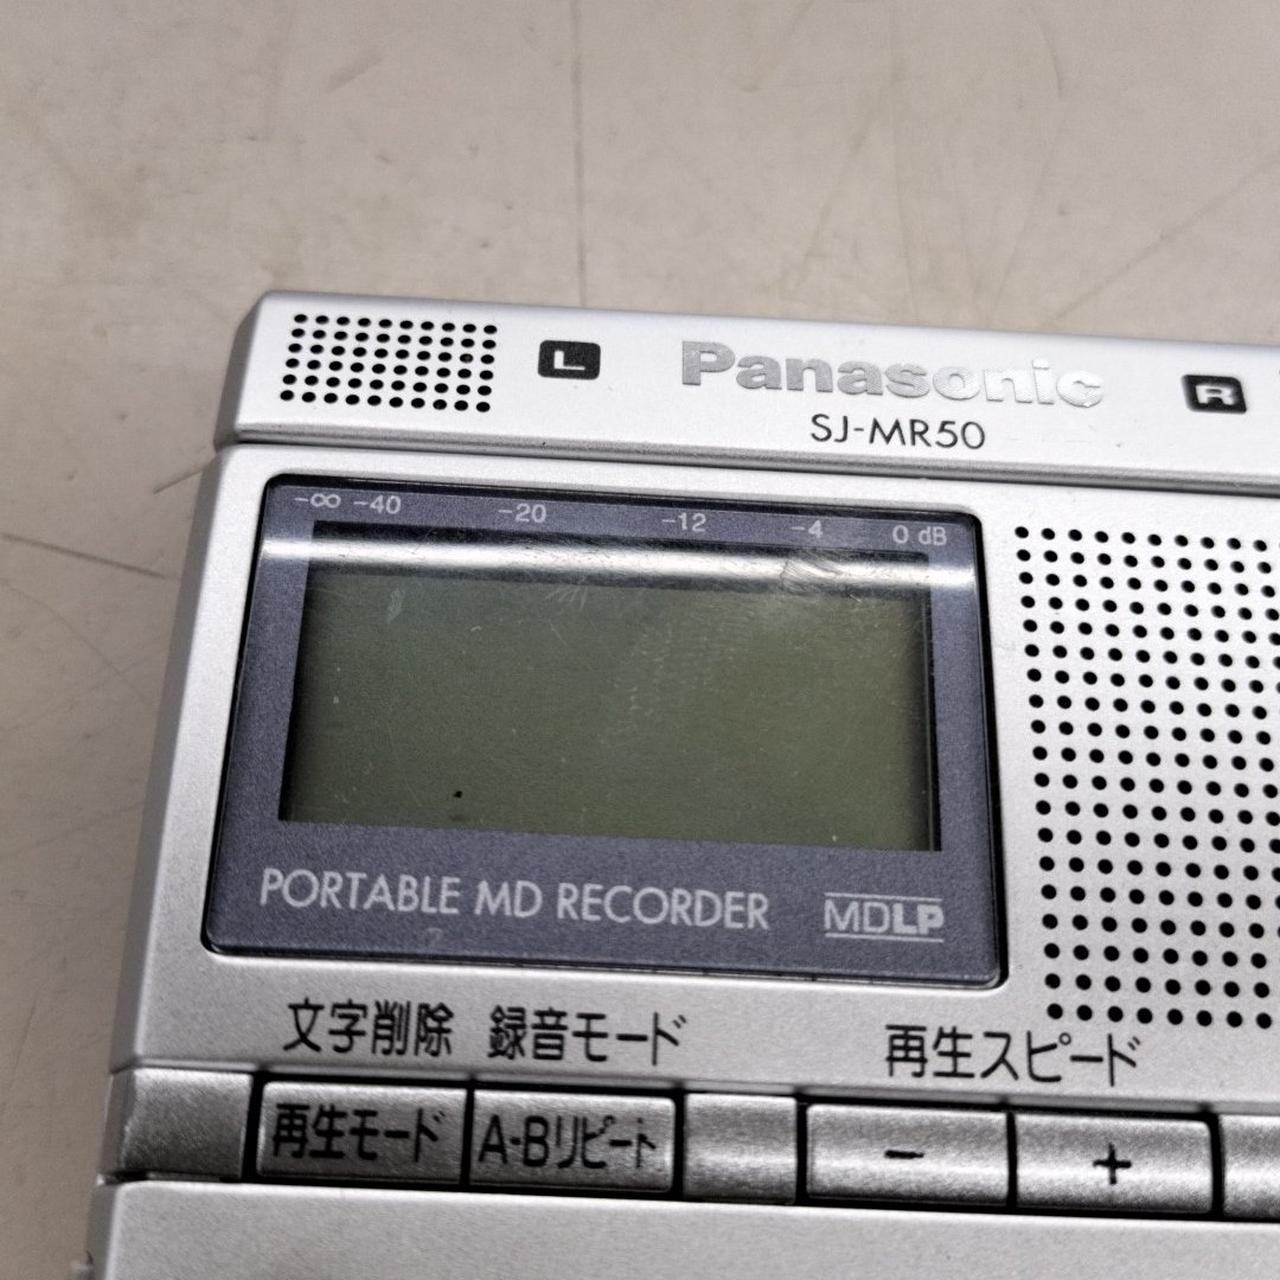 L Panasonic R
SJ-MR50
-∞ -40 -20 -12 -4 0 dB
PORTABLE MD RECORDER MDLP
文字削除 録音モード 再生スピード
再生モード A-Bリピート - +